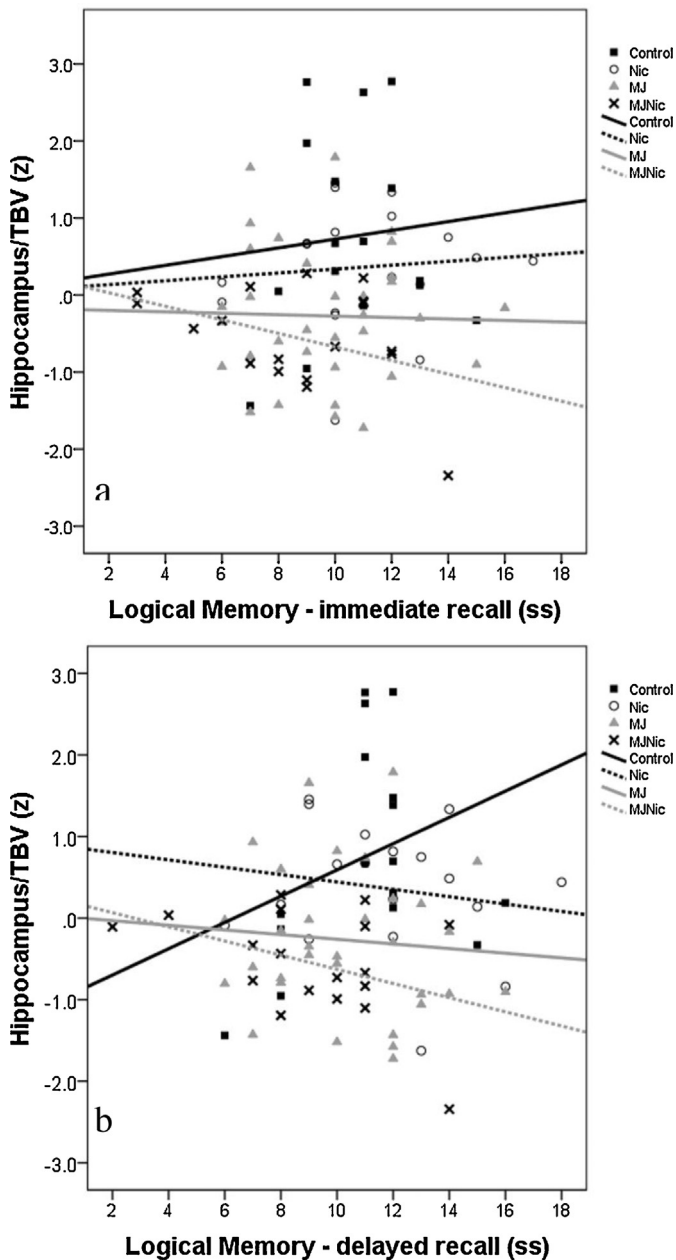 3.0
2.0
1.0
.0
-1.0
-2.0
-3.0
Hippocampus/TBV (z)
a
2 4 6 8 10 12 14 16 18
Logical Memory - immediate recall (ss)
Control
Nic
MJ
MJNic
Control
Nic
MJ
MJNic
3.0
2.0
1.0
.0
-1.0
-2.0
-3.0
Hippocampus/TBV (z)
b
2 4 6 8 10 12 14 16 18
Logical Memory - delayed recall (ss)
Control
Nic
MJ
MJNic
Control
Nic
MJ
MJNic